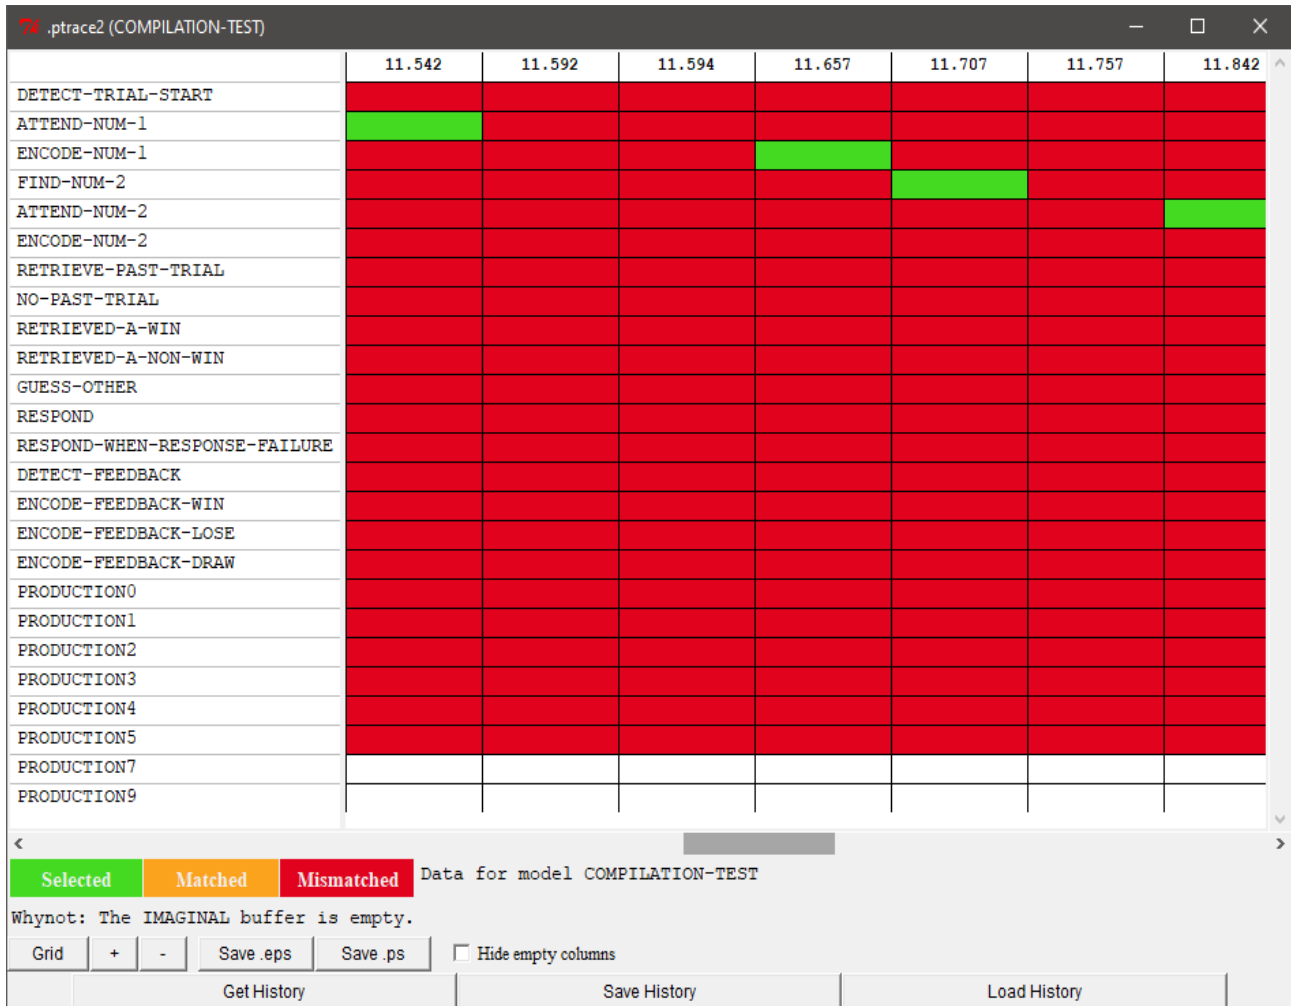 .ptrace2 (COMPILATION-TEST)
11.542 11.592 11.594 11.657 11.707 11.757 11.842
DETECT-TRIAL-START
ATTEND-NUM-1
ENCODE-NUM-1
FIND-NUM-2
ATTEND-NUM-2
ENCODE-NUM-2
RETRIEVE-PAST-TRIAL
NO-PAST-TRIAL
RETRIEVED-A-WIN
RETRIEVED-A-NON-WIN
GUESS-OTHER
RESPOND
RESPOND-WHEN-RESPONSE-FAILURE
DETECT-FEEDBACK
ENCODE-FEEDBACK-WIN
ENCODE-FEEDBACK-LOSE
ENCODE-FEEDBACK-DRAW
PRODUCTION0
PRODUCTION1
PRODUCTION2
PRODUCTION3
PRODUCTION4
PRODUCTION5
PRODUCTION7
PRODUCTION9
Selected Matched Mismatched Data for model COMPILATION-TEST
Whynot: The IMAGINAL buffer is empty.
Grid + - Save .eps Save .ps Hide empty columns
Get History Save History Load History